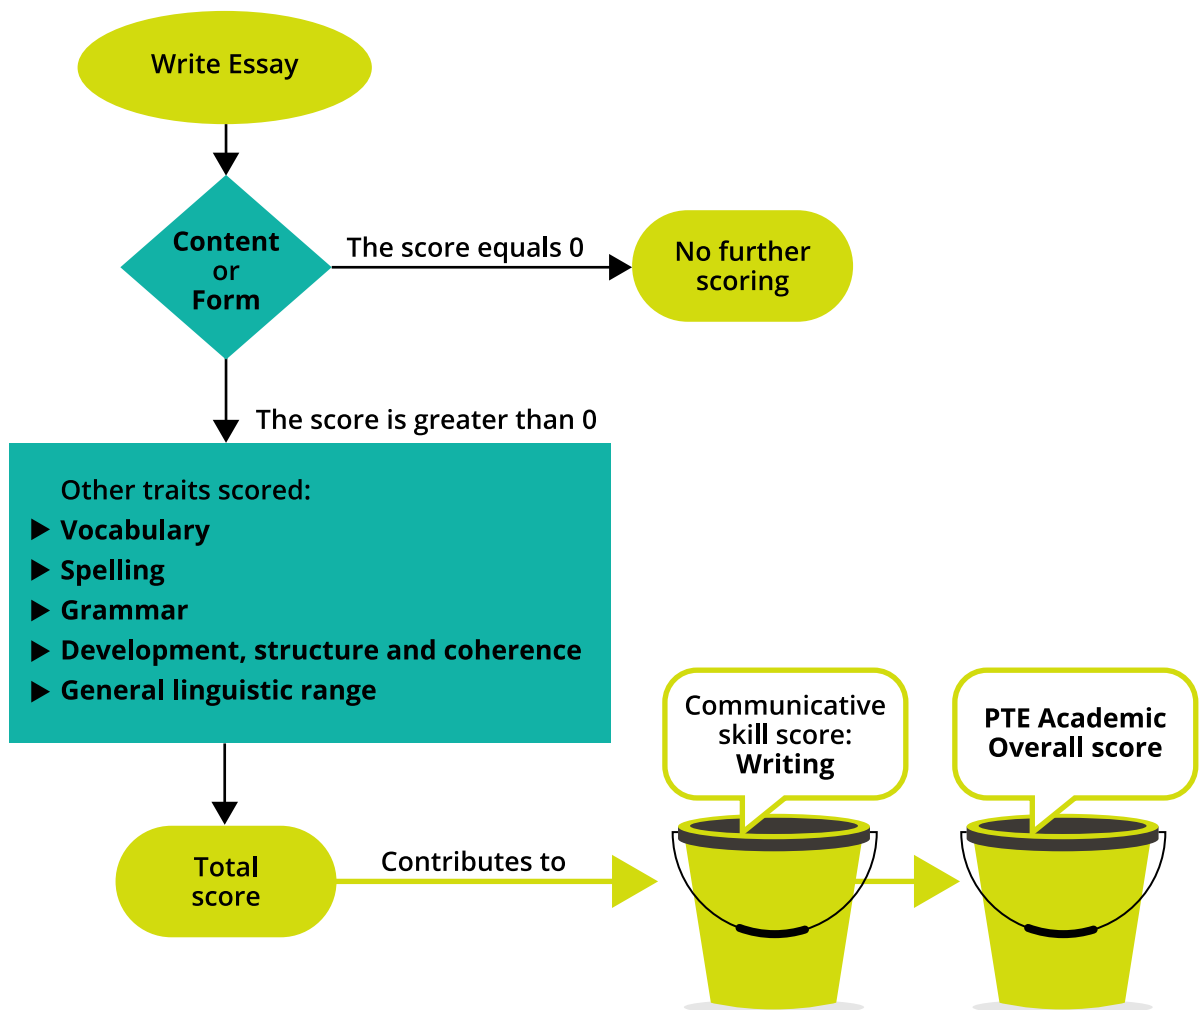 Write Essay
Content
or
Form
The score equals 0
No further
scoring
The score is greater than 0
Other traits scored:
Vocabulary
Spelling
Grammar
Development, structure and coherence
General linguistic range
Total
score
Contributes to
Communicative
skill score:
Writing
PTE Academic
Overall score